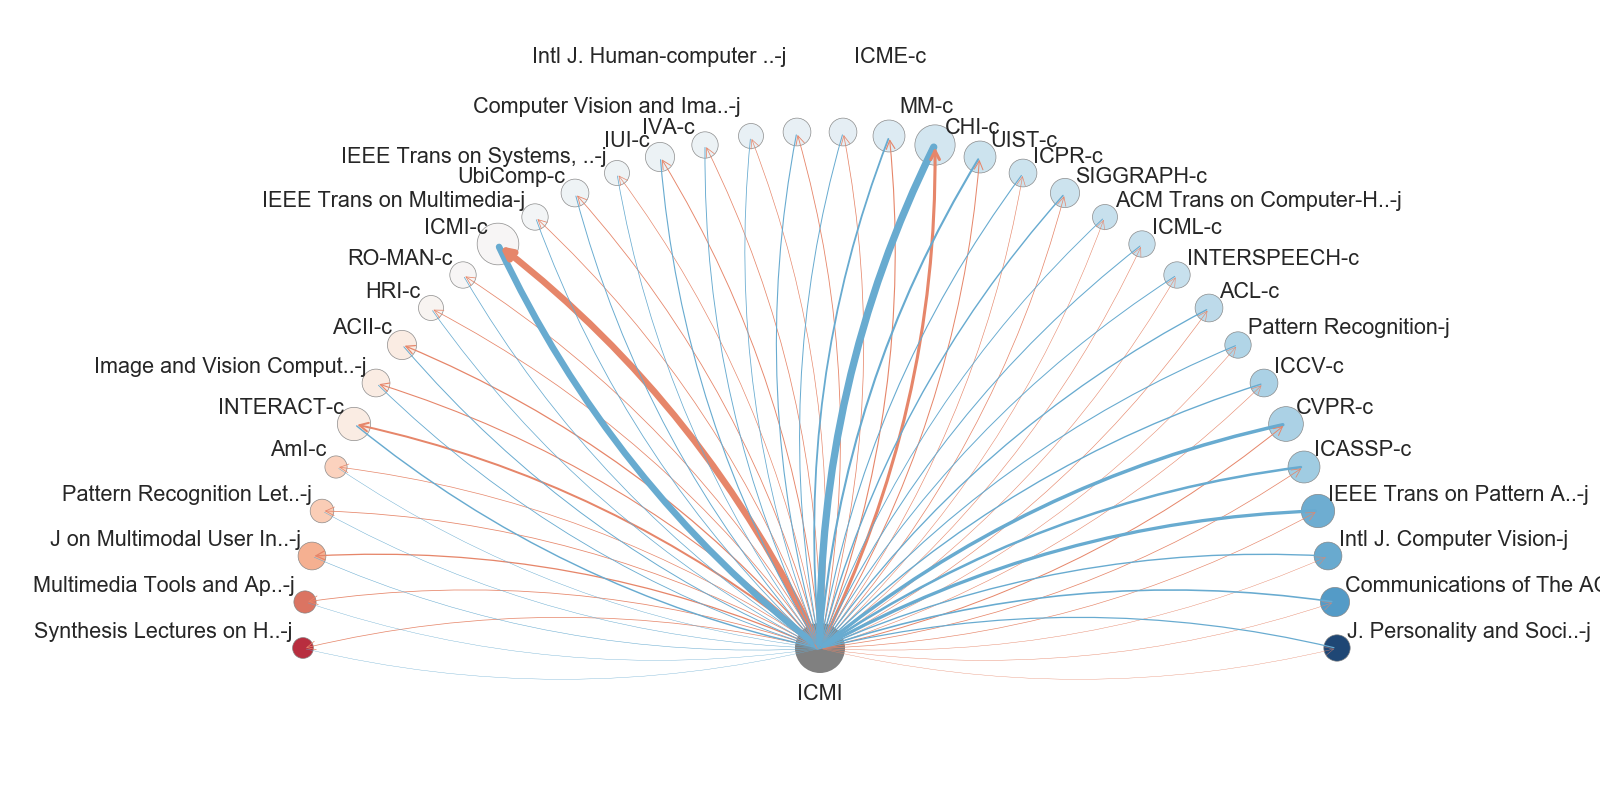 Intl J. Human-computer ..-j
ICME-c
Computer Vision and Ima..-j
MM-c
IVA-c
CHI-c
IUI-c
UIST-c
IEEE Trans on Systems, ..-j
ICPR-c
UbiComp-c
SIGGRAPH-c
IEEE Trans on Multimedia-j
ACM Trans on Computer-H..-j
ICMI-c
ICML-c
RO-MAN-c
INTERSPEECH-c
HRI-c
ACL-c
ACII-c
Pattern Recognition-j
Image and Vision Comput..-j
ICCV-c
INTERACT-c
CVPR-c
AmI-c
ICASSP-c
Pattern Recognition Let..-j
IEEE Trans on Pattern A..-j
J on Multimodal User In..-j
Intl J. Computer Vision-j
Multimedia Tools and Ap..-j
Communications of The AC
Synthesis Lectures on H..-j
J. Personality and Soci..-j
ICMI